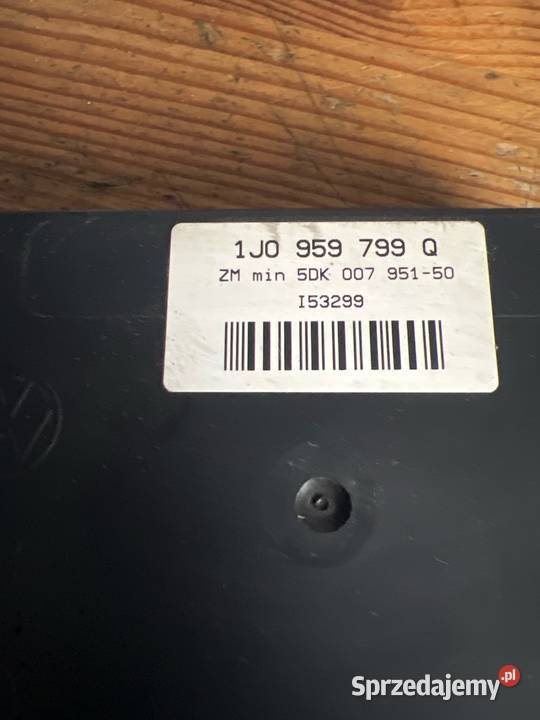 1J0 959 799 Q
ZM min 5DK 007 951-50
I53299
Sprzedajemy.pl